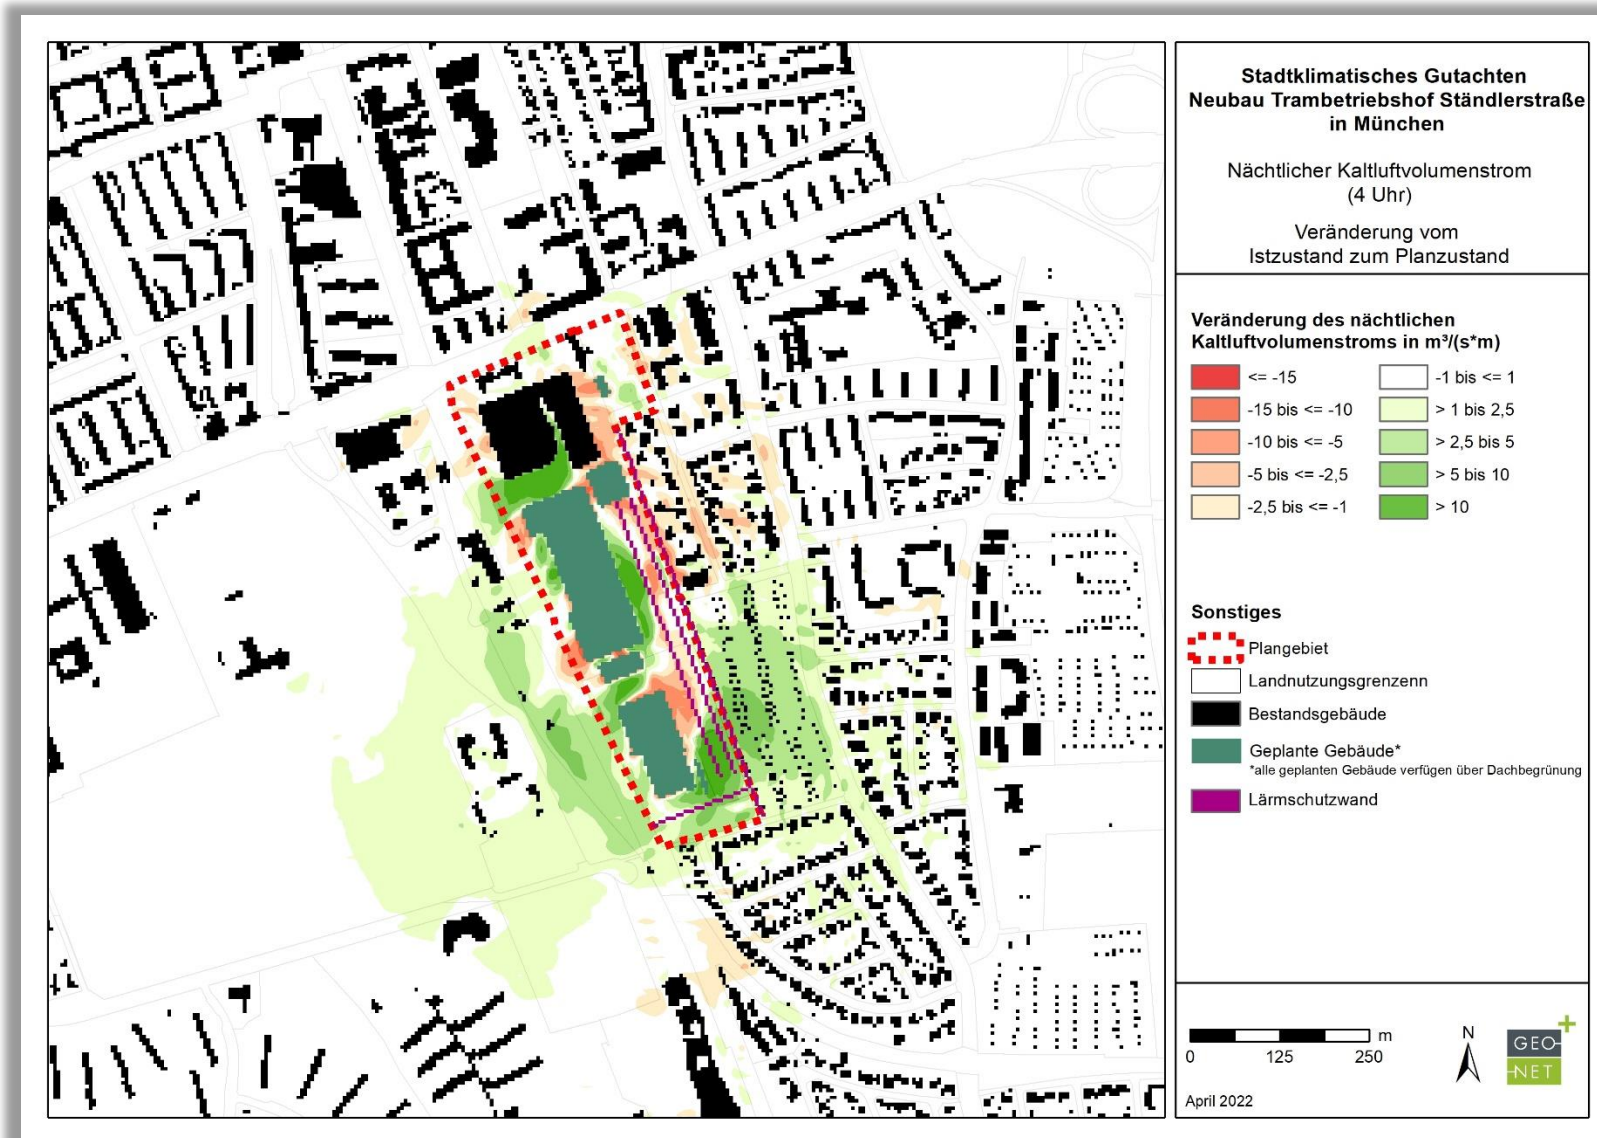 Stadtklimatisches Gutachten
Neubau Trambetriebshof Ständlerstraße
in München
Nächtlicher Kaltluftvolumenstrom
(4 Uhr)
Veränderung vom
Istzustand zum Planzustand
Veränderung des nächtlichen
Kaltluftvolumenstroms in m³/(s*m)
<= -15
-15 bis <= -10
-10 bis <= -5
-5 bis <= -2,5
-2,5 bis <= -1
-1 bis <= 1
> 1 bis 2,5
> 2,5 bis 5
> 5 bis 10
> 10
Sonstiges
Plangebiet
Landnutzungsgrenzenn
Bestandsgebäude
Geplante Gebäude*
*alle geplanten Gebäude verfügen über Dachbegrünung
Lärmschutzwand
m
0 125 250
N
GEO
NET
April 2022